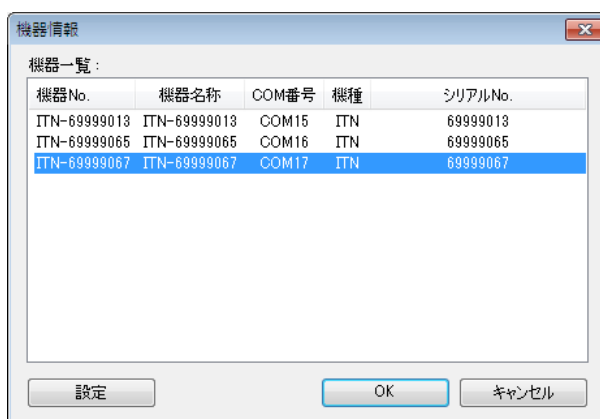 機器情報
機器一覧:
機器No. 機器名称 COM番号 機種 シリアルNo.
ITN-69999013 ITN-69999013 COM15 ITN 69999013
ITN-69999065 ITN-69999065 COM16 ITN 69999065
ITN-69999067 ITN-69999067 COM17 ITN 69999067
設定 OK キャンセル